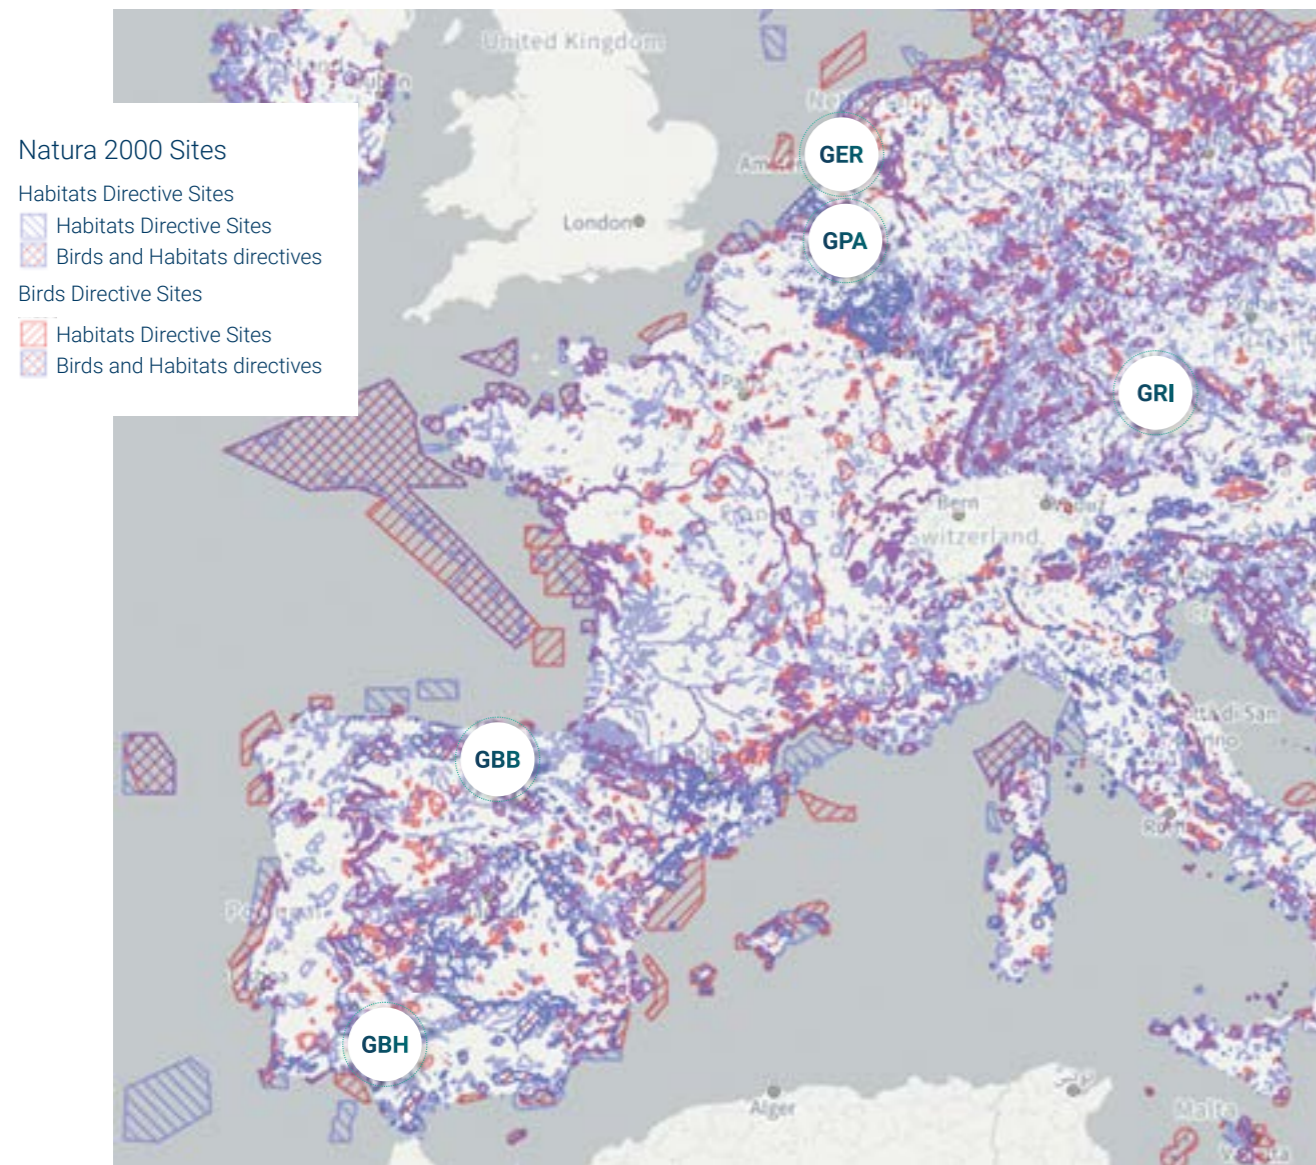 United Kingdom
Natura 2000 Sites
Habitats Directive Sites
Habitats Directive Sites
Birds and Habitats directives
Birds Directive Sites
Habitats Directive Sites
Birds and Habitats directives
GER
London
GPA
GRI
Bern
Switzerland
GBB
GBH
Alger
Malta